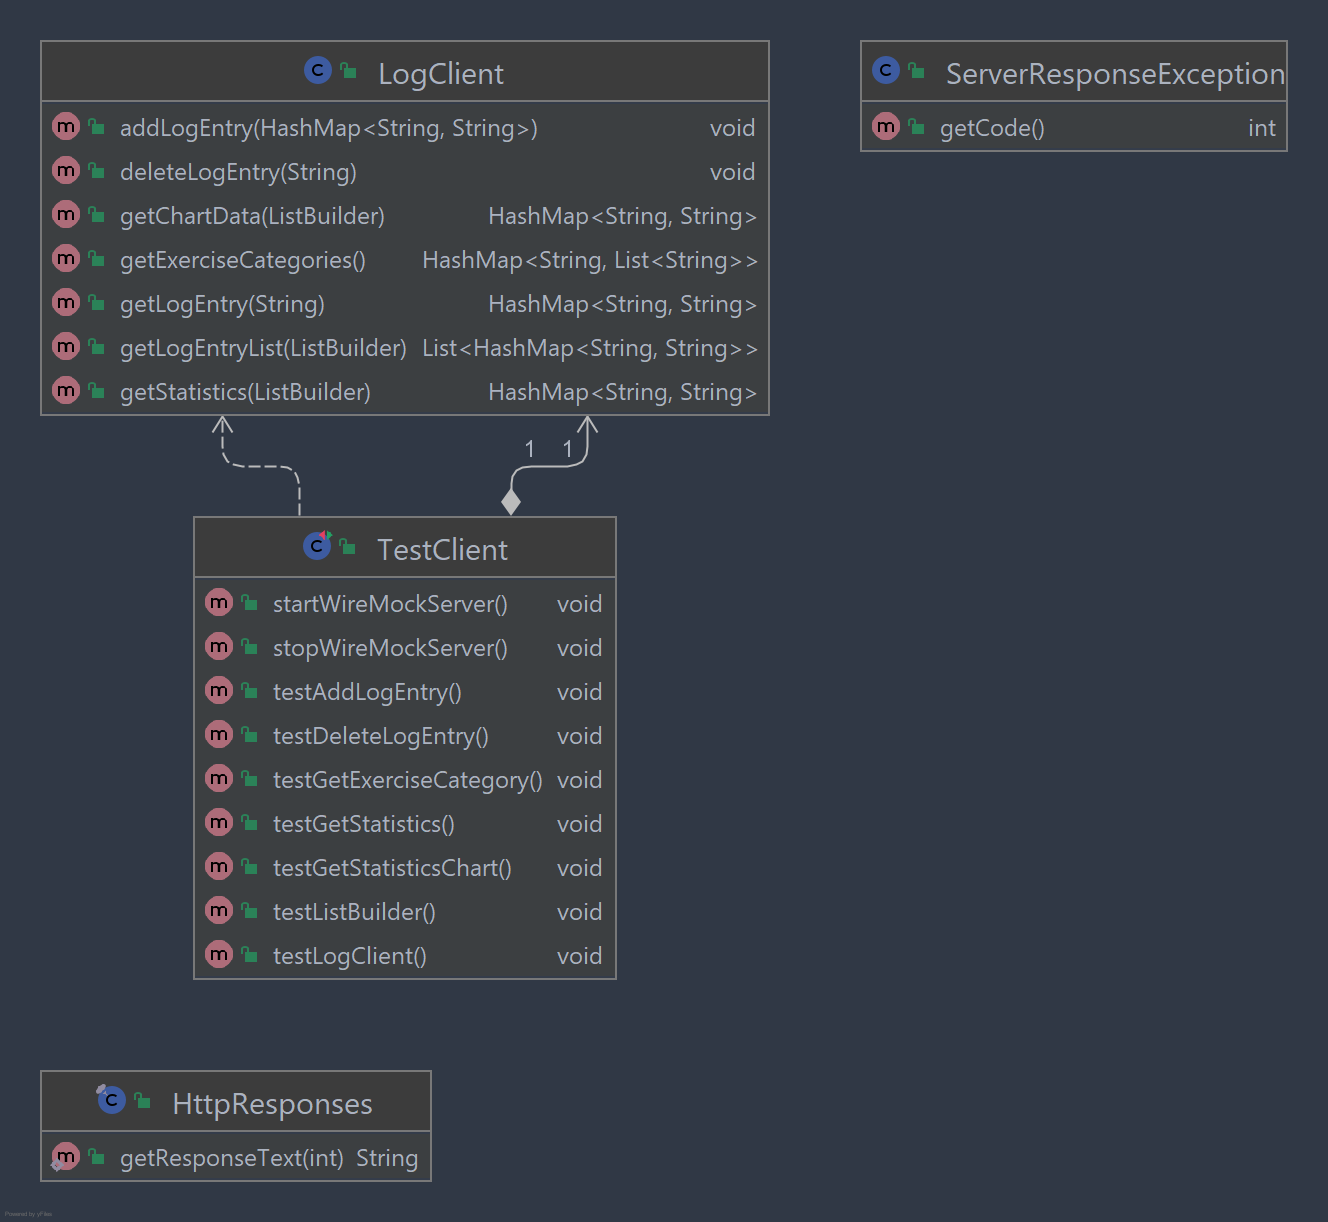 LogClient
addLogEntry(HashMap<String, String>) void
deleteLogEntry(String) void
getChartData(ListBuilder) HashMap<String, String>
getExerciseCategories() HashMap<String, List<String>>
getLogEntry(String) HashMap<String, String>
getLogEntryList(ListBuilder) List<HashMap<String, String>>
getStatistics(ListBuilder) HashMap<String, String>
ServerResponseException
getCode() int
1 1
TestClient
startWireMockServer() void
stopWireMockServer() void
testAddLogEntry() void
testDeleteLogEntry() void
testGetExerciseCategory() void
testGetStatistics() void
testGetStatisticsChart() void
testListBuilder() void
testLogClient() void
HttpResponses
getResponseText(int) String
Powered by yFiles